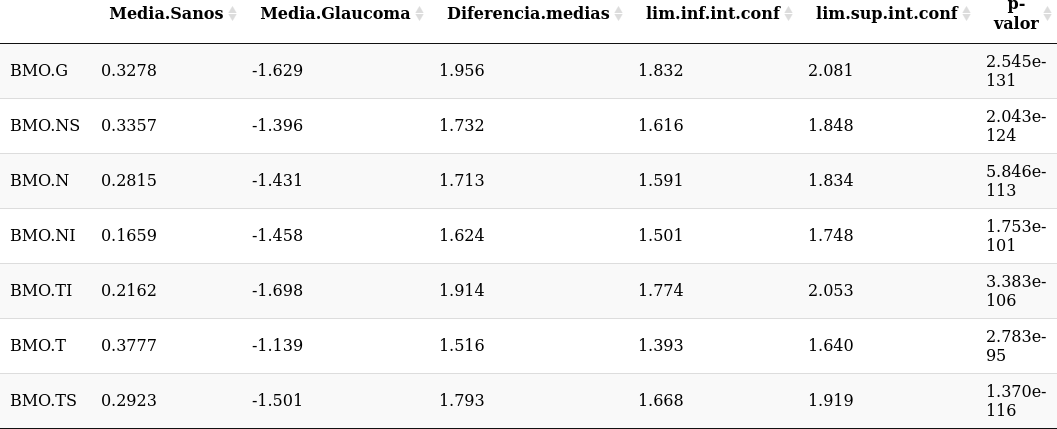 Media.Sanos Media.Glaucoma Diferencia.medias lim.inf.int.conf lim.sup.int.conf p-
valor
BMO.G 0.3278 -1.629 1.956 1.832 2.081 2.545e-
131
BMO.NS 0.3357 -1.396 1.732 1.616 1.848 2.043e-
124
BMO.N 0.2815 -1.431 1.713 1.591 1.834 5.846e-
113
BMO.NI 0.1659 -1.458 1.624 1.501 1.748 1.753e-
101
BMO.TI 0.2162 -1.698 1.914 1.774 2.053 3.383e-
106
BMO.T 0.3777 -1.139 1.516 1.393 1.640 2.783e-
95
BMO.TS 0.2923 -1.501 1.793 1.668 1.919 1.370e-
116